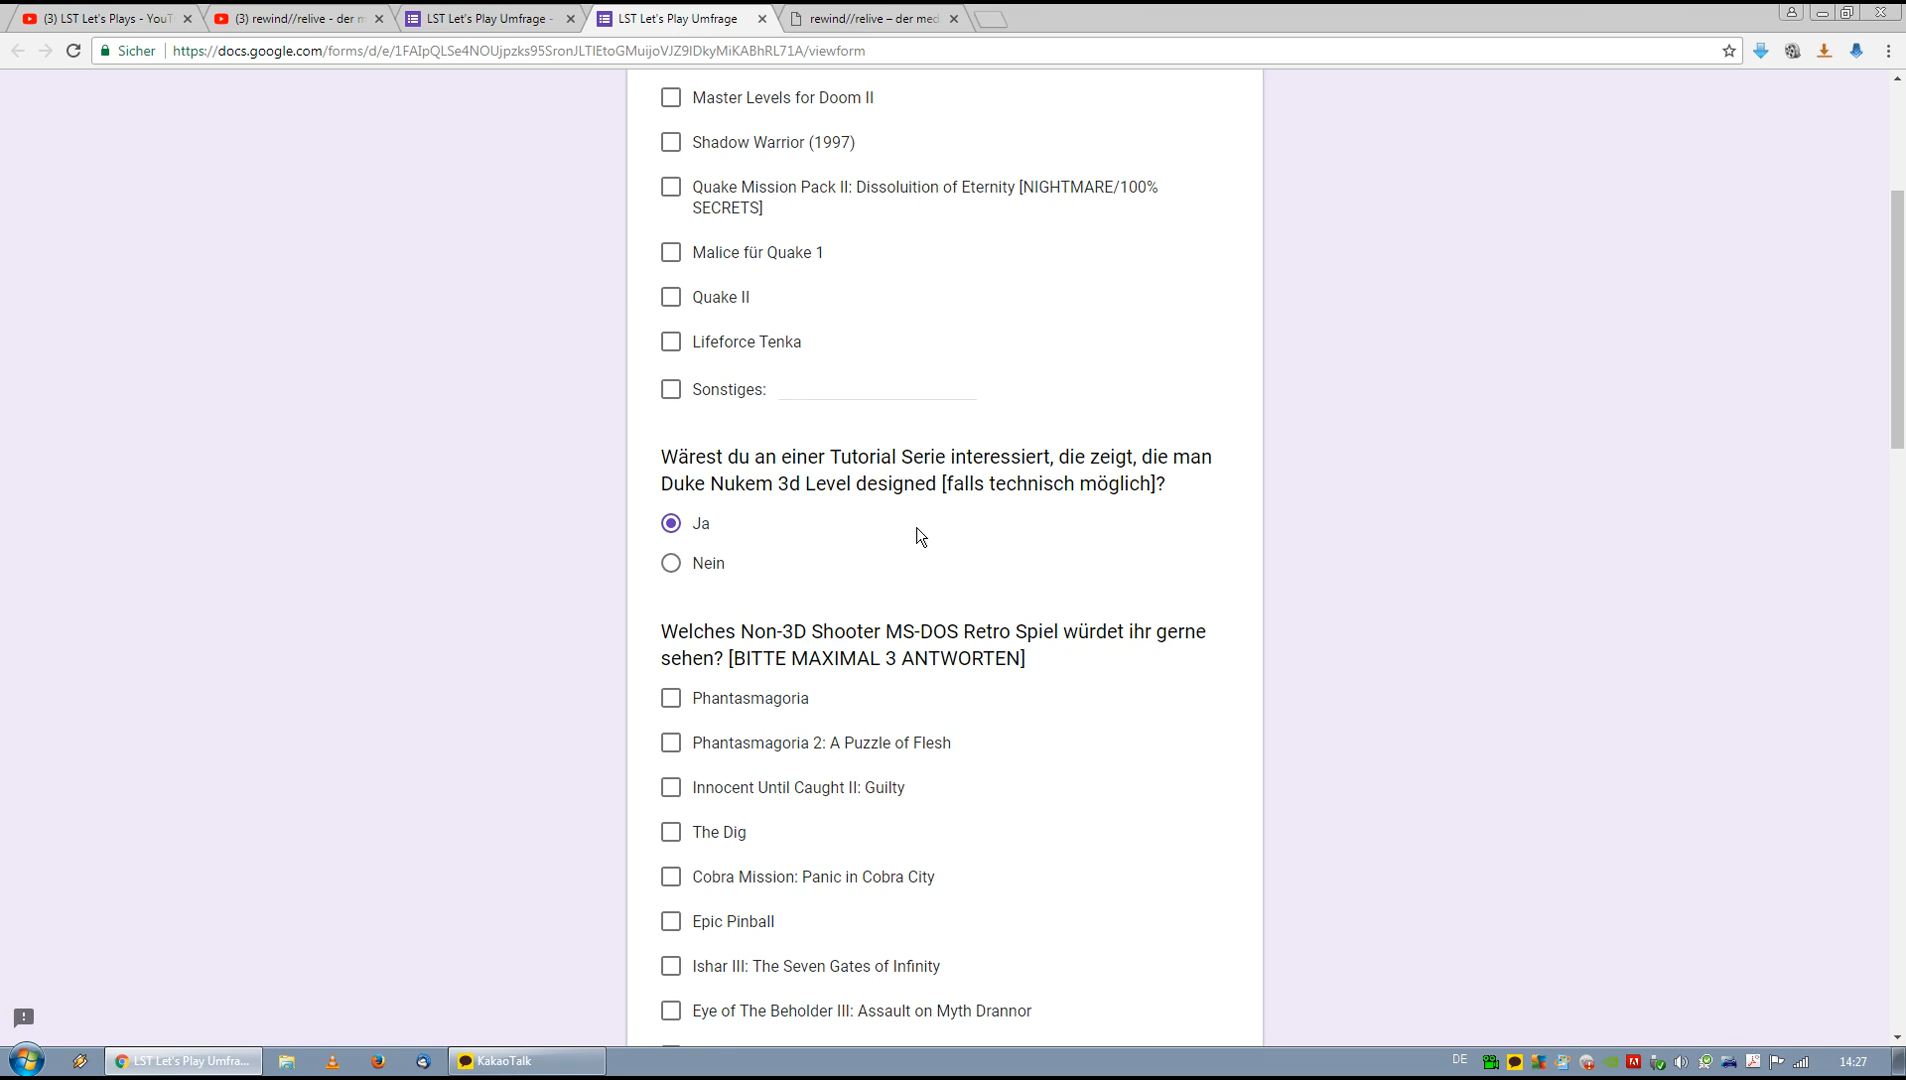 (3) LST Let's Plays - YouT
(3) rewind//relive - der m
LST Let's Play Umfrage -
LST Let's Play Umfrage
rewind//relive – der med
Sicher
https://docs.google.com/forms/d/e/1FAIpQLSe4NOUjpzks95SronJLTlEtoGMuijoVJZ9lDkyMiKABhRL71A/viewform
Master Levels for Doom II
Shadow Warrior (1997)
Quake Mission Pack II: Dissoluition of Eternity [NIGHTMARE/100%
SECRETS]
Malice für Quake 1
Quake II
Lifeforce Tenka
Sonstiges:
Wärest du an einer Tutorial Serie interessiert, die zeigt, die man
Duke Nukem 3d Level designed [falls technisch möglich]?
Ja
Nein
Welches Non-3D Shooter MS-DOS Retro Spiel würdet ihr gerne
sehen? [BITTE MAXIMAL 3 ANTWORTEN]
Phantasmagoria
Phantasmagoria 2: A Puzzle of Flesh
Innocent Until Caught II: Guilty
The Dig
Cobra Mission: Panic in Cobra City
Epic Pinball
Ishar III: The Seven Gates of Infinity
Eye of The Beholder III: Assault on Myth Drannor
LST Let's Play Umfra...
KakaoTalk
DE
14:27